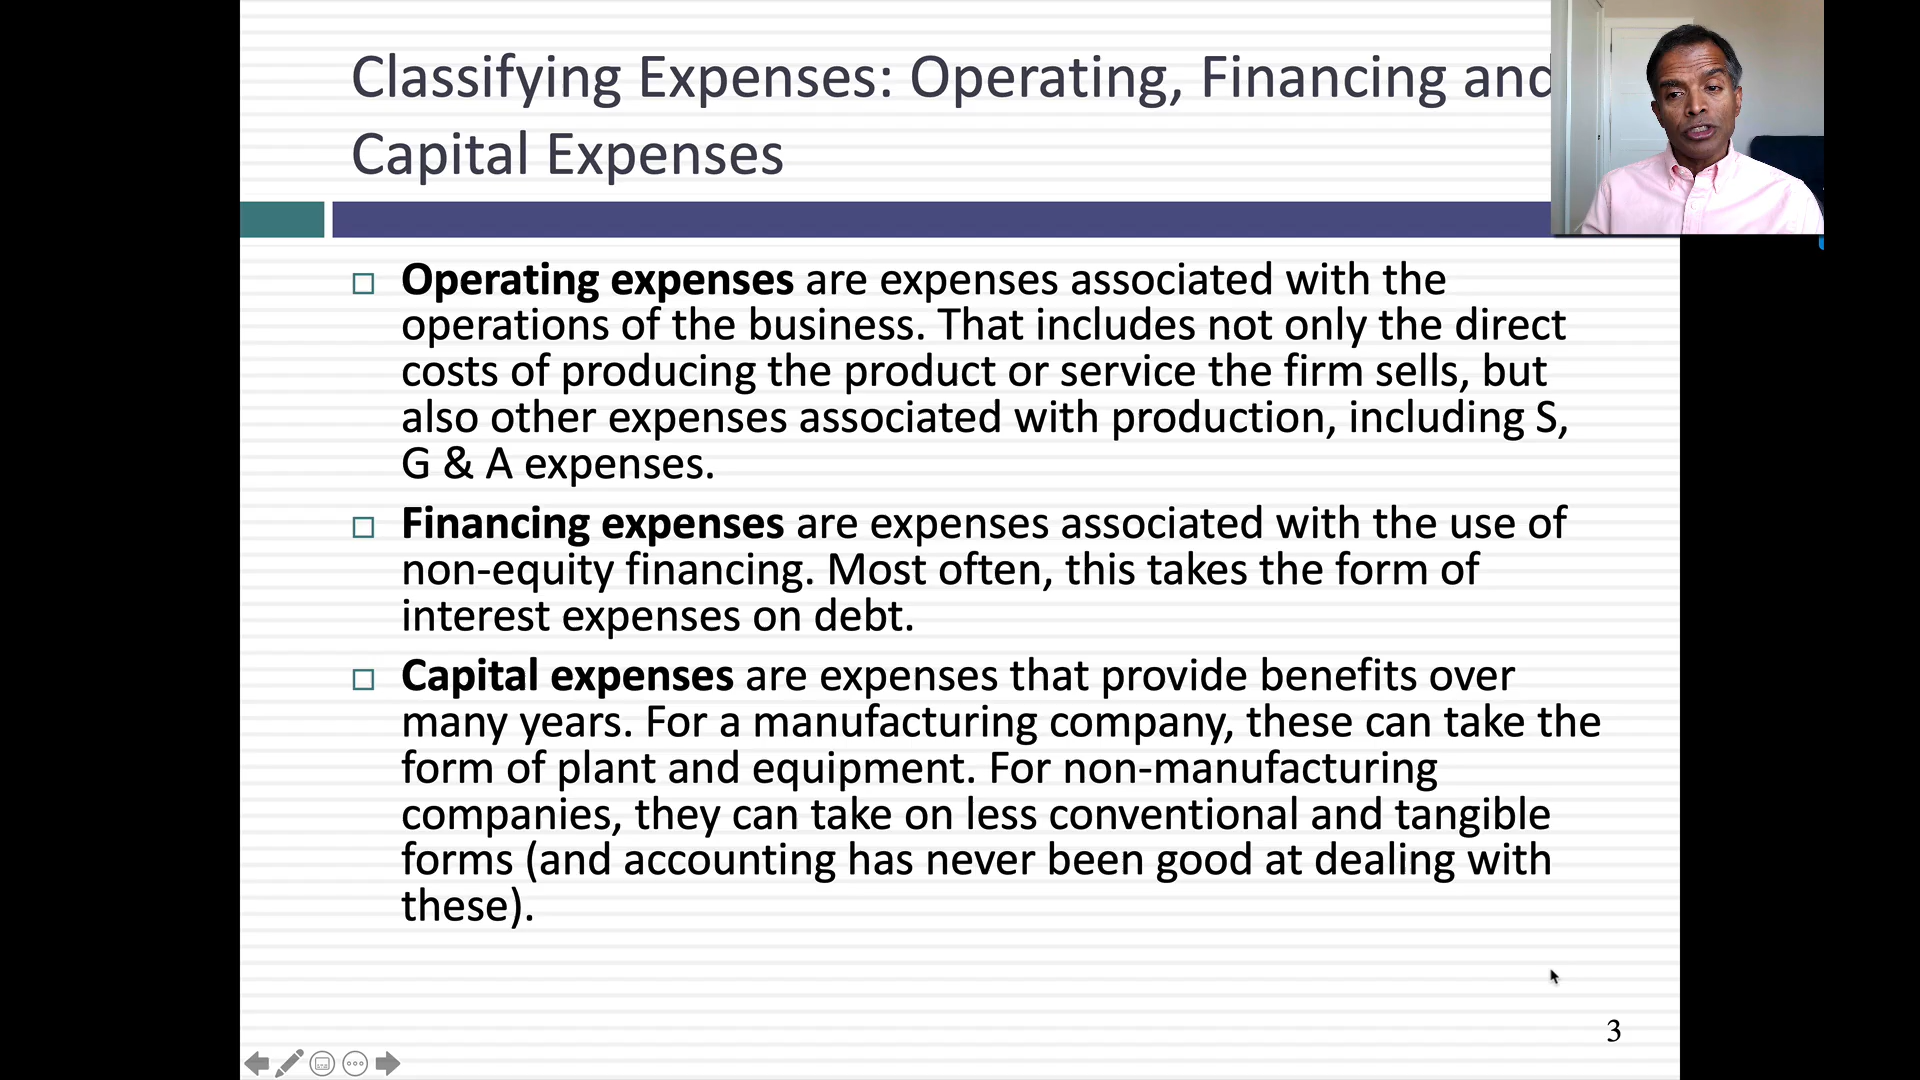 Classifying Expenses: Operating, Financing and
Capital Expenses
Operating expenses are expenses associated with the
operations of the business. That includes not only the direct
costs of producing the product or service the firm sells, but
also other expenses associated with production, including S,
G & A expenses.
Financing expenses are expenses associated with the use of
non-equity financing. Most often, this takes the form of
interest expenses on debt.
Capital expenses are expenses that provide benefits over
many years. For a manufacturing company, these can take the
form of plant and equipment. For non-manufacturing
companies, they can take on less conventional and tangible
forms (and accounting has never been good at dealing with
these).
3